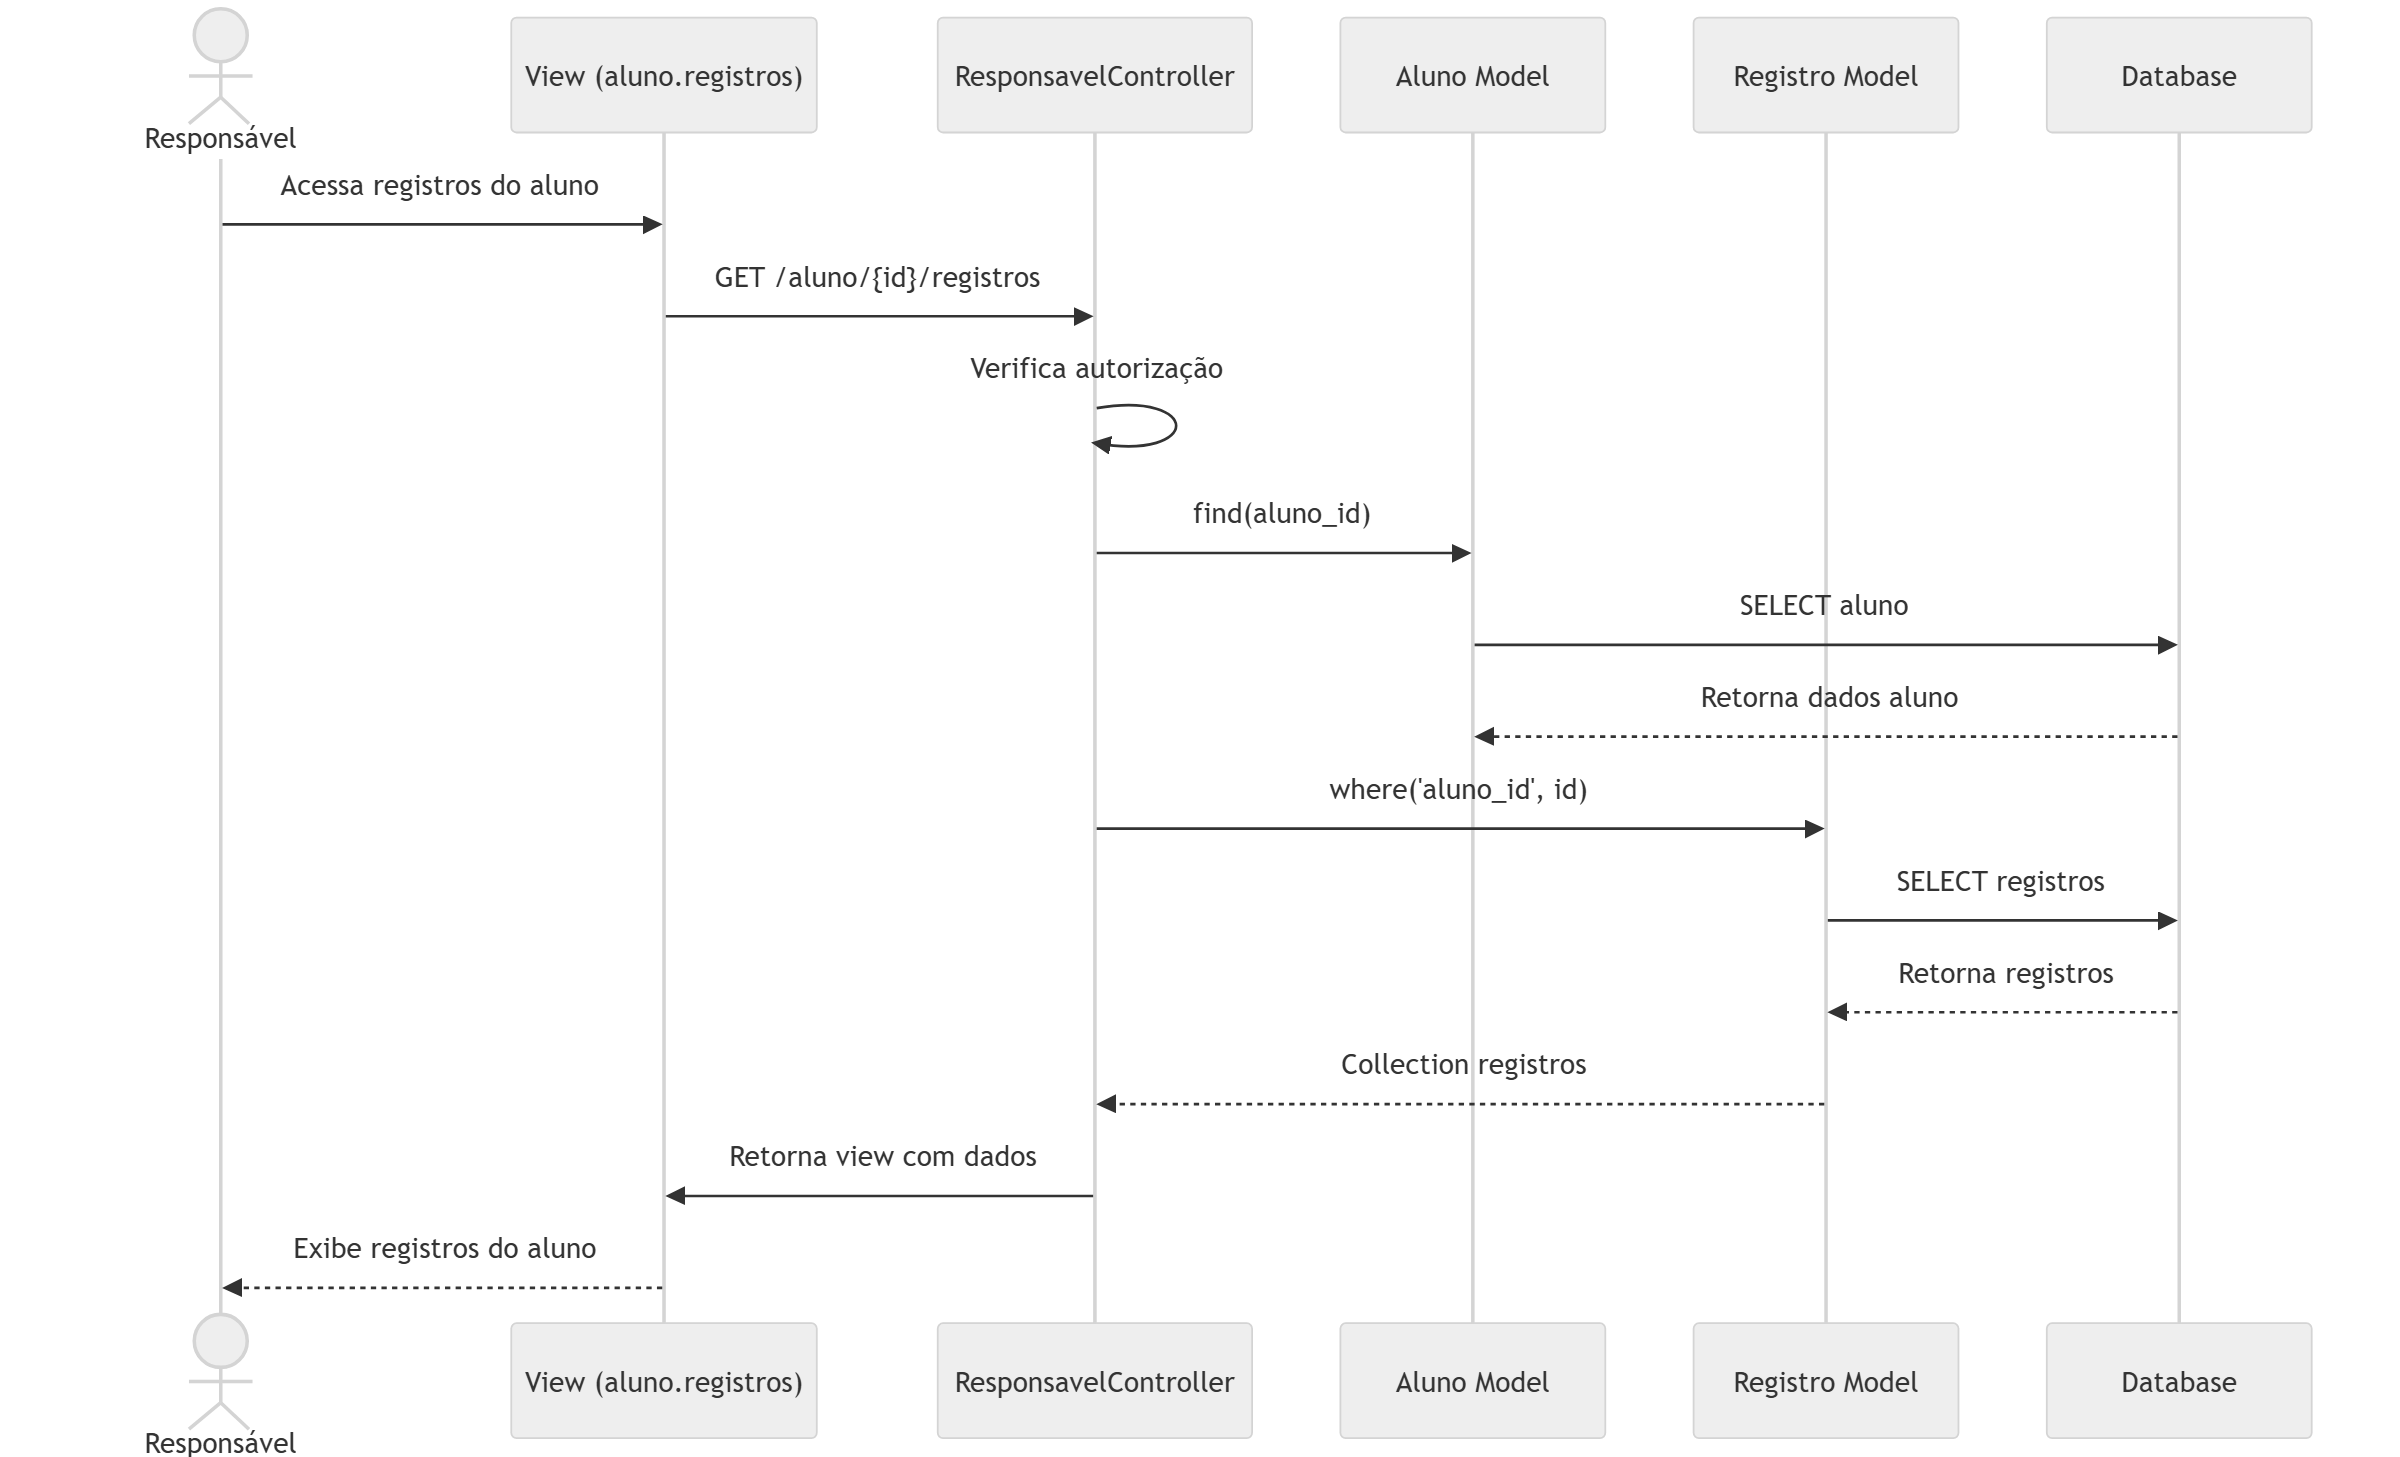 Responsável
View (aluno.registros)
ResponsavelController
Aluno Model
Registro Model
Database
Acessa registros do aluno
GET /aluno/{id}/registros
Verifica autorização
find(aluno_id)
SELECT aluno
Retorna dados aluno
where('aluno_id', id)
SELECT registros
Retorna registros
Collection registros
Retorna view com dados
Exibe registros do aluno
Responsável
View (aluno.registros)
ResponsavelController
Aluno Model
Registro Model
Database